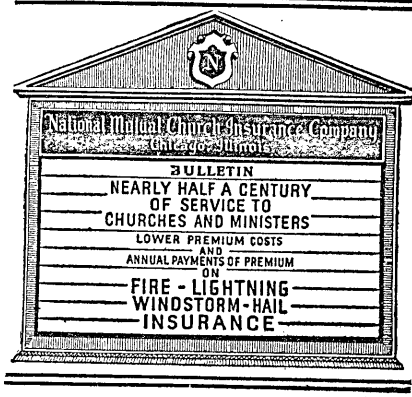 N
National Mutual Church Insurance Company
Chicago, Illinois
BULLETIN
NEARLY HALF A CENTURY
OF SERVICE TO
CHURCHES AND MINISTERS
LOWER PREMIUM COSTS
AND
ANNUAL PAYMENTS OF PREMIUM
ON
FIRE - LIGHTNING
WINDSTORM - HAIL
INSURANCE